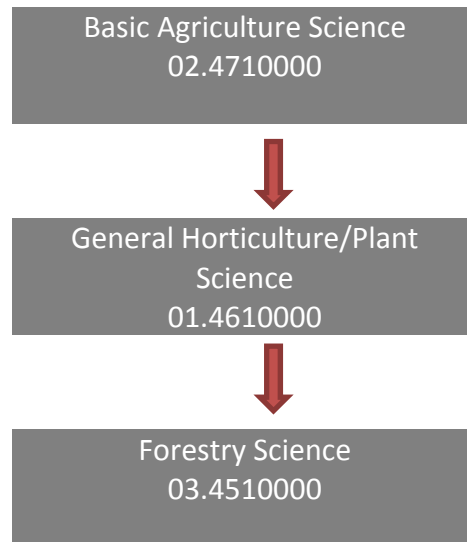 Basic Agriculture Science
02.4710000
General Horticulture/Plant
Science
01.4610000
Forestry Science
03.4510000